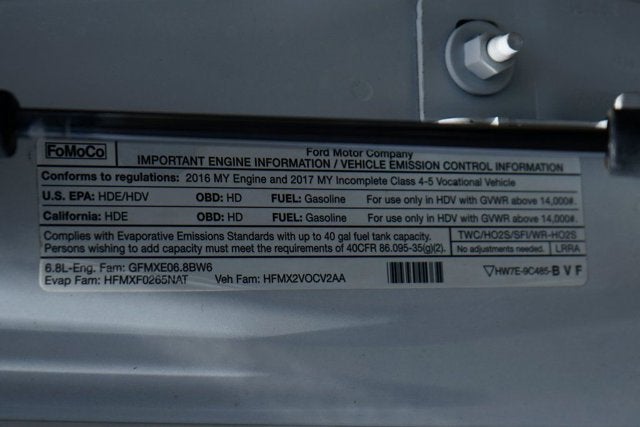 FoMoCo
Ford Motor Company
IMPORTANT ENGINE INFORMATION / VEHICLE EMISSION CONTROL INFORMATION
Conforms to regulations: 2016 MY Engine and 2017 MY Incomplete Class 4-5 Vocational Vehicle
U.S. EPA: HDE/HDV OBD: HD FUEL: Gasoline For use only in HDV with GVWR above 14,000#.
California: HDE OBD: HD FUEL: Gasoline For use only in HDV with GVWR above 14,000#.
Complies with Evaporative Emissions Standards with up to 40 gal fuel tank capacity.
Persons wishing to add capacity must meet the requirements of 40CFR 86.095-35(g)(2).
TWC/HO2S/SFI/WR-HO2S
No adjustments needed. LRRA
6.8L-Eng. Fam: GFMXE06.8BW6
Evap Fam: HFMXF0265NAT Veh Fam: HFMX2VOCV2AA
HW7E-9C485-B V F